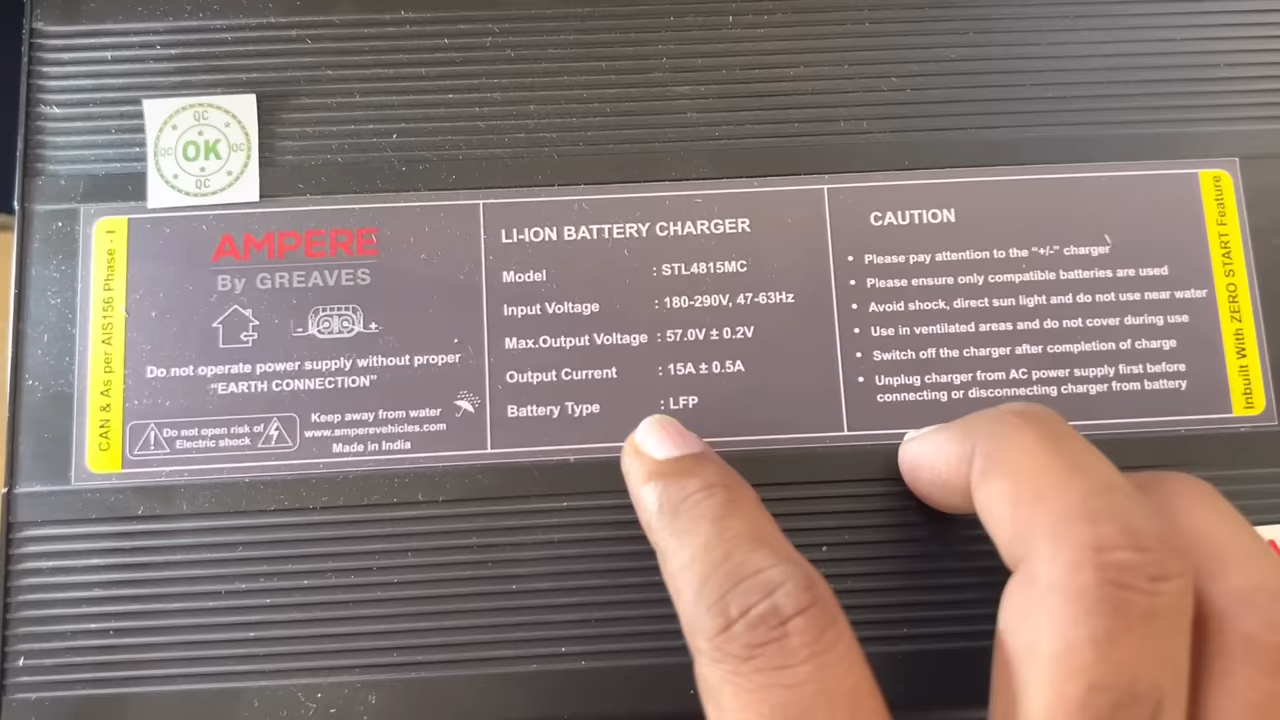 QC
QC OK QC
QC
CAN & As per AIS156 Phase - I
AMPERE
By GREAVES
- +
Do not operate power supply without proper
“EARTH CONNECTION”
Do not open risk of
Electric shock
Keep away from water
www.amperevehicles.com
Made in India
LI-ION BATTERY CHARGER
Model : STL4815MC
Input Voltage : 180-290V, 47-63Hz
Max.Output Voltage : 57.0V ± 0.2V
Output Current : 15A ± 0.5A
Battery Type : LFP
CAUTION
• Please pay attention to the “+/-” charger
• Please ensure only compatible batteries are used
• Avoid shock, direct sun light and do not use near water
• Use in ventilated areas and do not cover during use
• Switch off the charger after completion of charge
• Unplug charger from AC power supply first before
connecting or disconnecting charger from battery
Inbuilt With ZERO START Feature